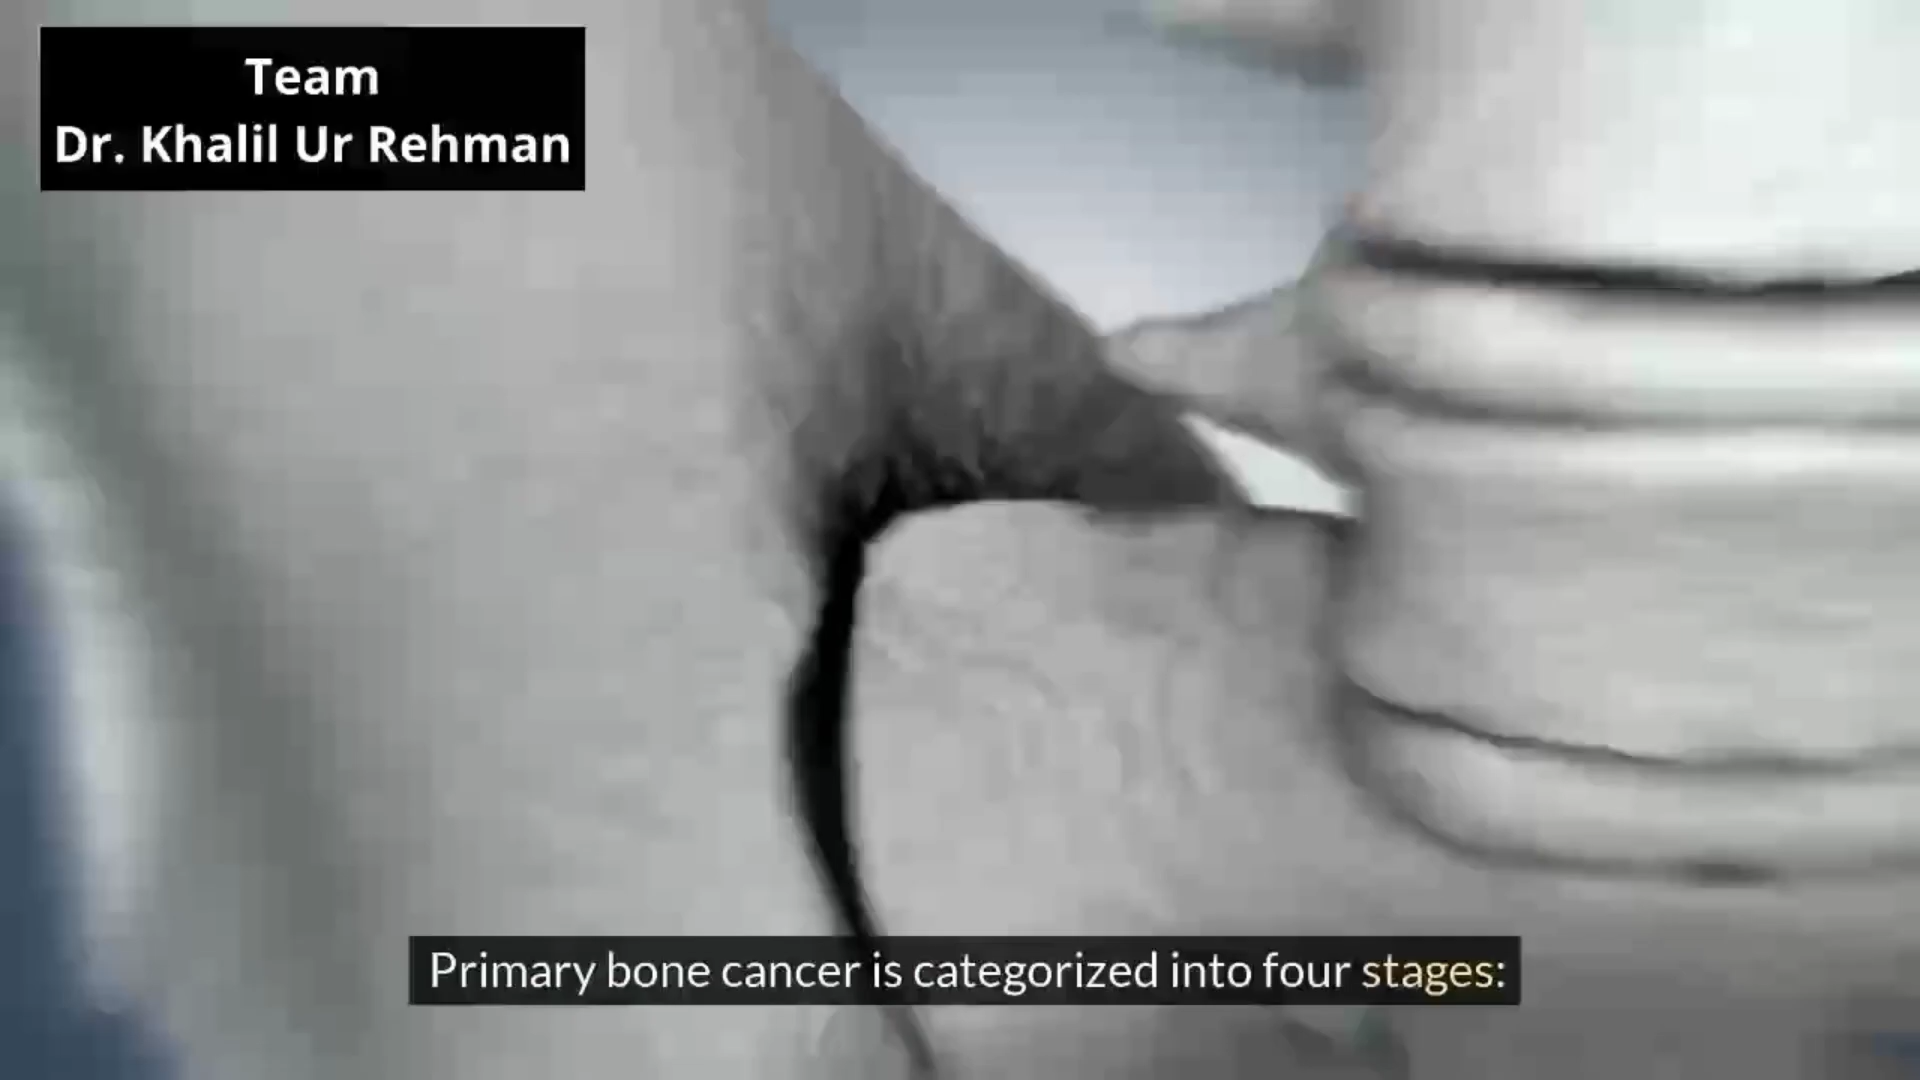 Team
Dr. Khalil Ur Rehman
Primary bone cancer is categorized into four stages: